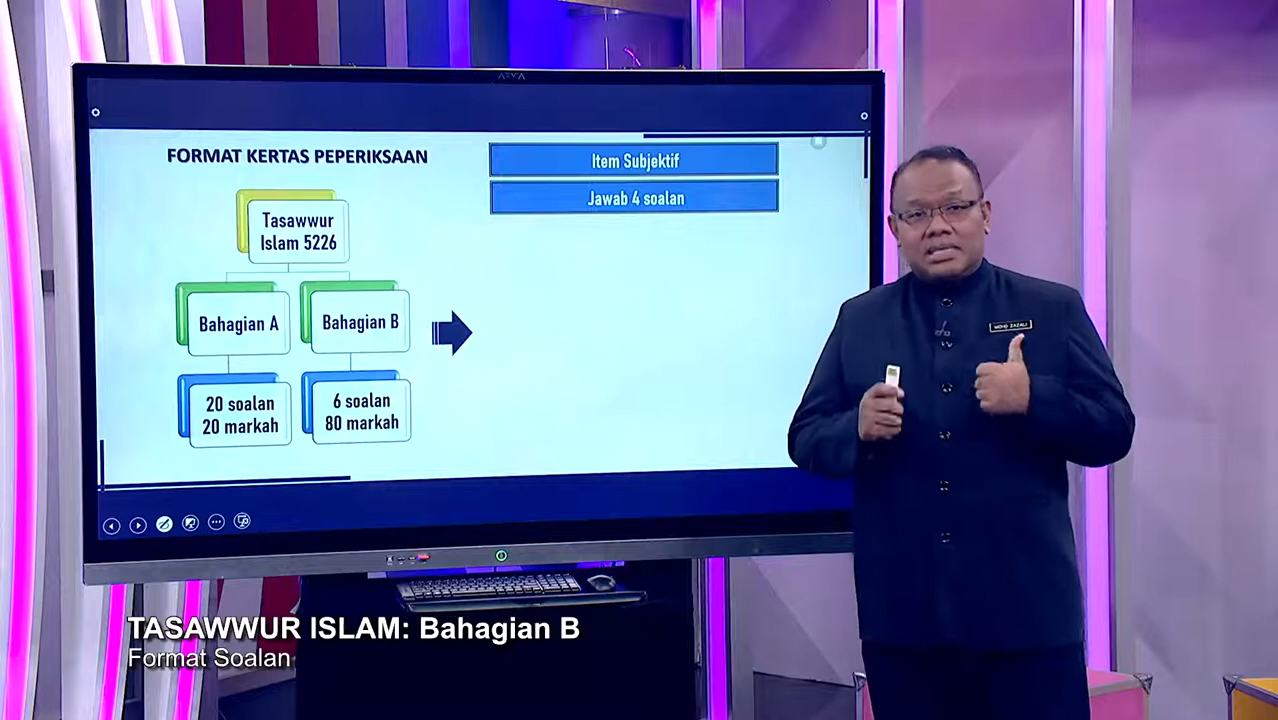 AEVA
FORMAT KERTAS PEPERIKSAAN
Item Subjektif
Jawab 4 soalan
Tasawwur
Islam 5226
Bahagian A
Bahagian B
20 soalan
20 markah
6 soalan
80 markah
MOHD ZAZALI
TASAWWUR ISLAM: Bahagian B
Format Soalan